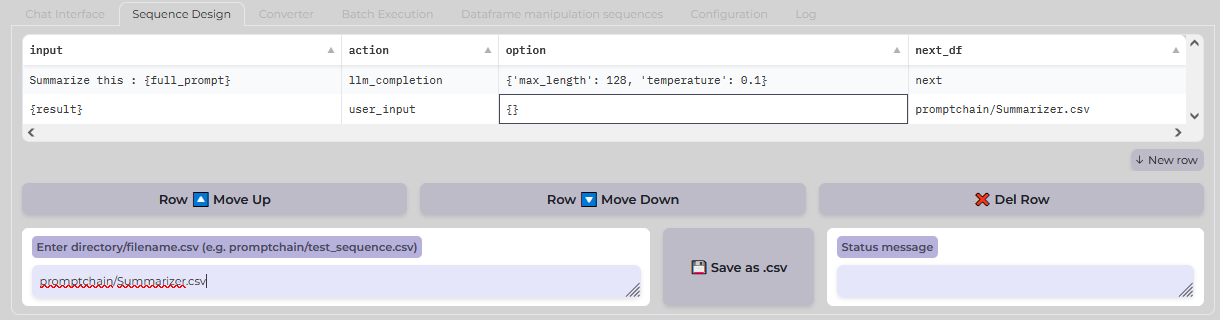 Chat Interface Sequence Design Converter Batch Execution Dataframe manipulation sequences Configuration Log
input action option next_df
Summarize this : {full_prompt} llm_completion {'max_length': 128, 'temperature': 0.1} next
{result} user_input {} promptchain/Summarizer.csv
↓ New row
Row 🔼 Move Up Row 🔽 Move Down ❌ Del Row
Enter directory/filename.csv (e.g. promptchain/test_sequence.csv) 💾 Save as .csv Status message
promptchain/Summarizer.csv